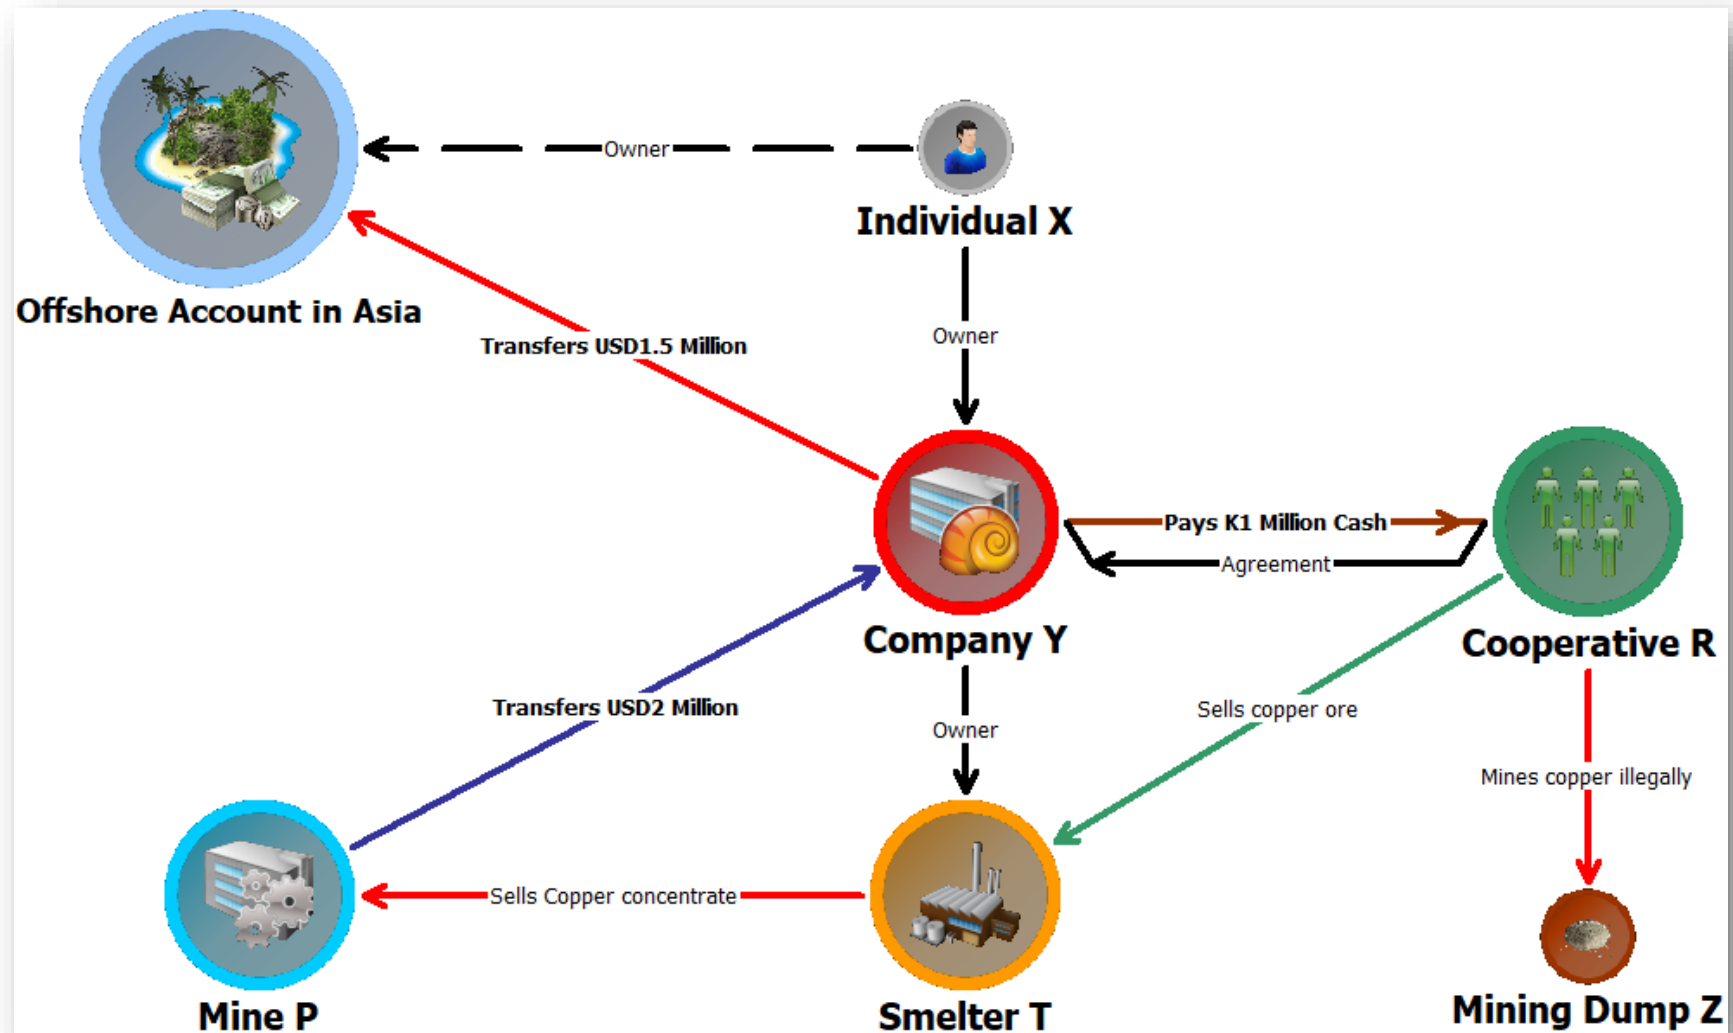 Owner
Individual X
Offshore Account in Asia
Owner
Transfers USD1.5 Million
Pays K1 Million Cash
Agreement
Company Y
Cooperative R
Transfers USD2 Million
Owner
Sells copper ore
Mines copper illegally
Sells Copper concentrate
Mine P
Smelter T
Mining Dump Z